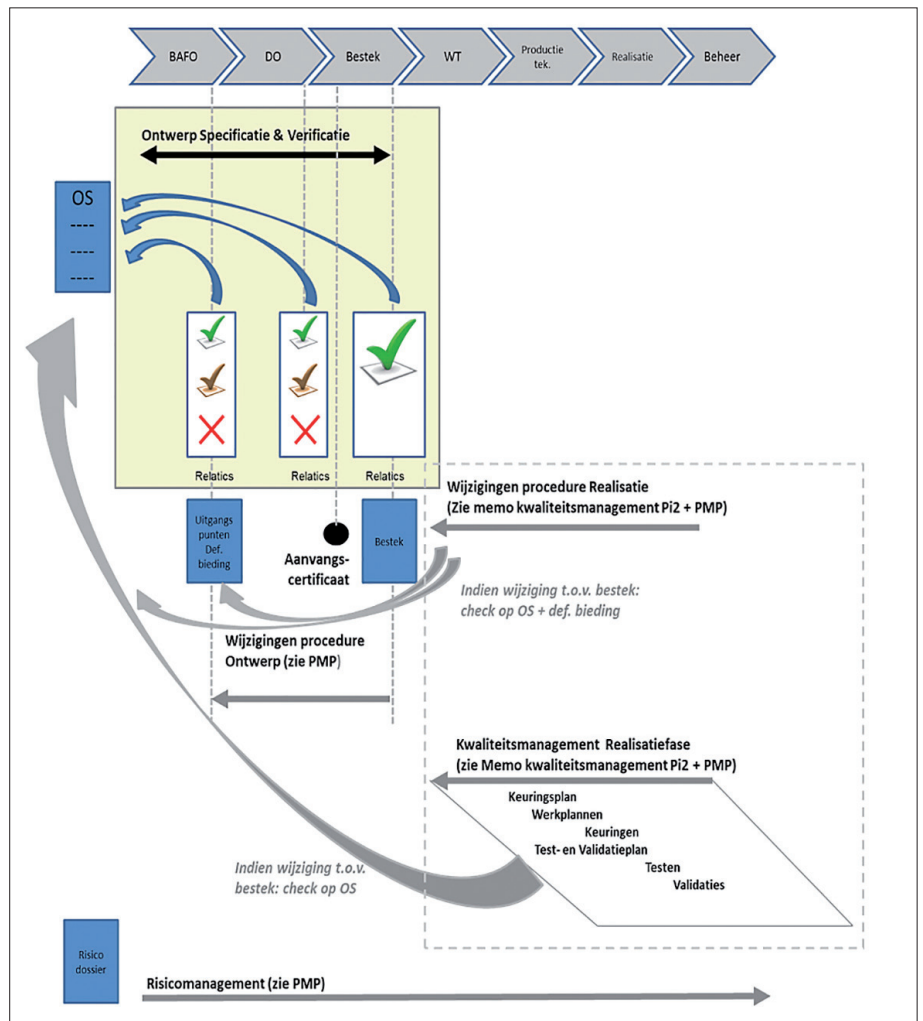 BAFO
DO
Bestek
WT
Productie
tek.
Realisatie
Beheer
Ontwerp Specificatie & Verificatie
OS
----
----
----
Relatics
Relatics
Relatics
Uitgangs
punten
Def.
bieding
Aanvangs-
certificaat
Bestek
Wijzigingen procedure Realisatie
(Zie memo kwaliteitsmanagement Pi2 + PMP)
Indien wijziging t.o.v. bestek:
check op OS + def. bieding
Wijzigingen procedure
Ontwerp (zie PMP)
Kwaliteitsmanagement Realisatiefase
(zie Memo kwaliteitsmanagement Pi2 + PMP)
Keuringsplan
Werkplannen
Keuringen
Test- en Validatieplan
Testen
Validaties
Indien wijziging t.o.v.
bestek: check op OS
Risico
dossier
Risicomanagement (zie PMP)